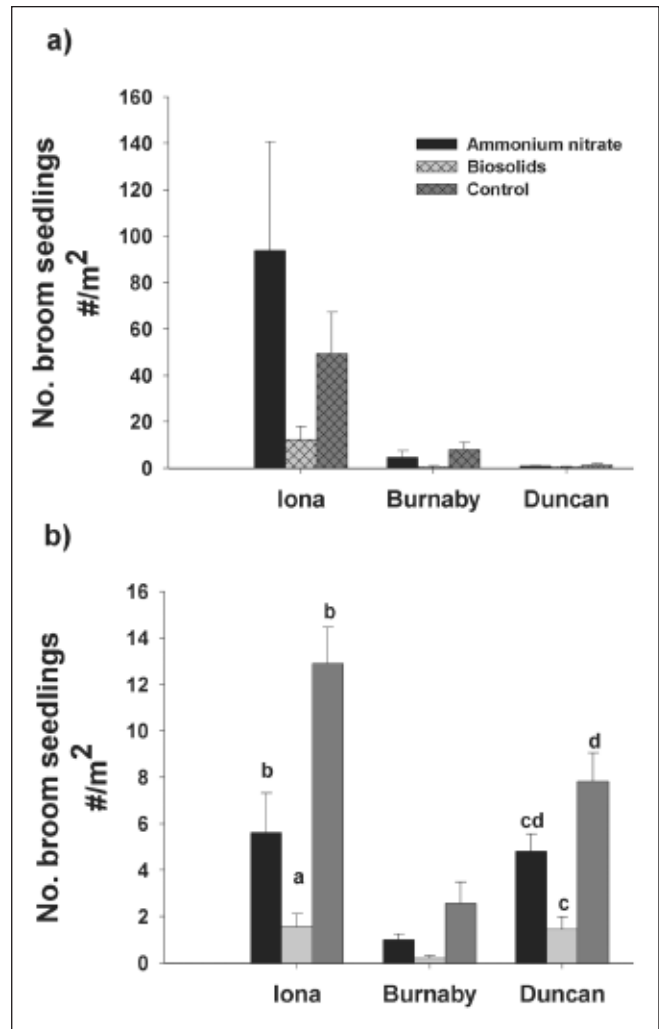 a)
No. broom seedlings
#/m²
160
140
120
100
80
60
40
20
0
Ammonium nitrate
Biosolids
Control
Iona Burnaby Duncan
b)
No. broom seedlings
#/m²
16
14
12
10
8
6
4
2
0
b
a
b
cd
c
d
Iona Burnaby Duncan